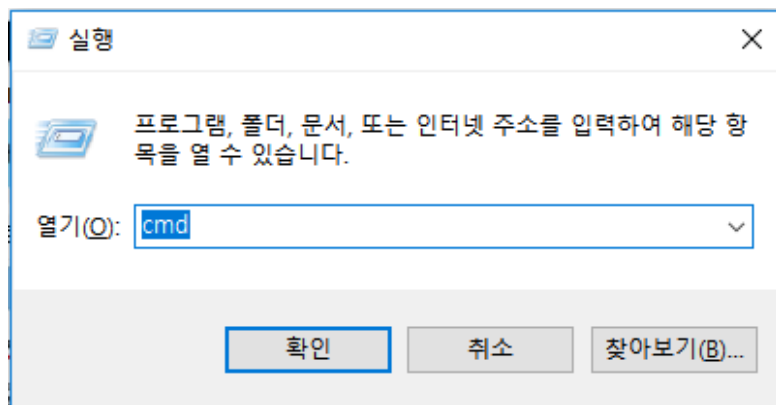 실행
프로그램, 폴더, 문서, 또는 인터넷 주소를 입력하여 해당 항
목을 열 수 있습니다.
열기(O): cmd
확인 취소 찾아보기(B)...